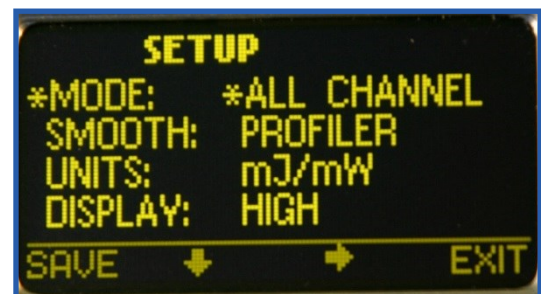 SETUP
*MODE: *ALL CHANNEL
SMOOTH: PROFILER
UNITS: mJ/mW
DISPLAY: HIGH
SAVE EXIT